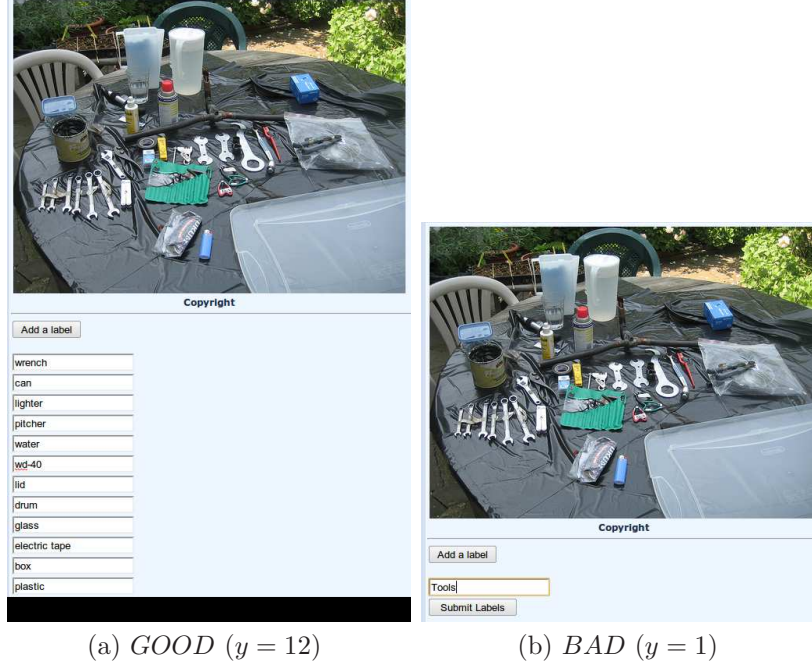 Copyright
Add a label
wrench
can
lighter
pitcher
water
wd-40
lid
drum
glass
electric tape
box
plastic
(a) GOOD (y = 12)
Copyright
Add a label
Tools
Submit Labels
(b) BAD (y = 1)